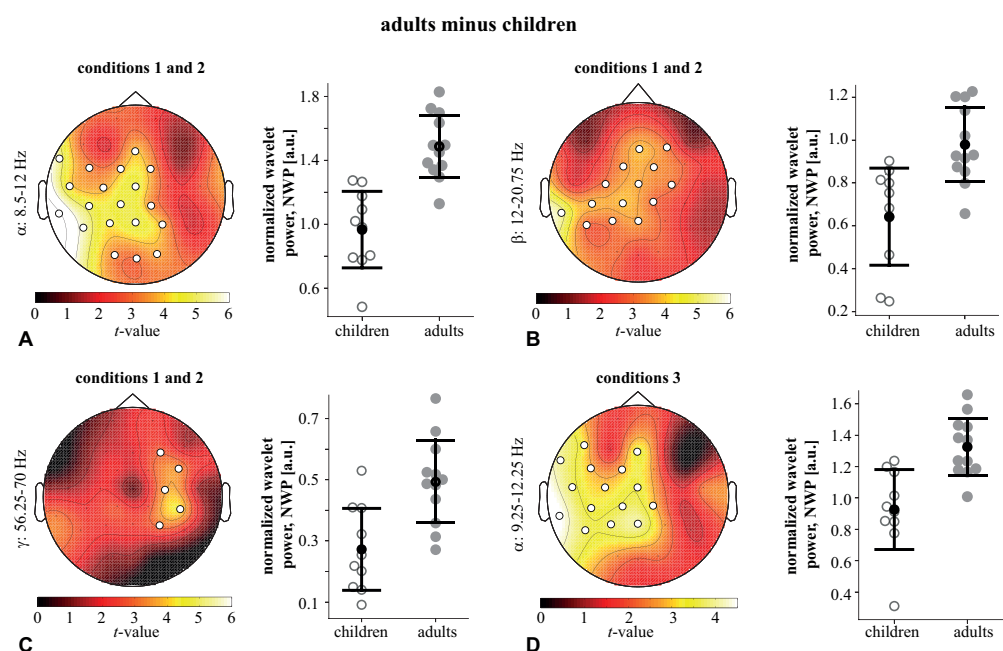 adults minus children
conditions 1 and 2
α: 8.5-12 Hz
0 1 2 3 4 5 6
t-value
A
normalized wavelet
power, NWP [a.u.]
1.8
1.4
1.0
0.6
children adults
conditions 1 and 2
β: 12-20.75 Hz
0 1 2 3 4 5 6
t-value
B
normalized wavelet
power, NWP [a.u.]
1.2
1.0
0.8
0.6
0.4
0.2
children adults
conditions 1 and 2
γ: 56.25-70 Hz
0 1 2 3 4 5 6
t-value
C
normalized wavelet
power, NWP [a.u.]
0.7
0.5
0.3
0.1
children adults
conditions 3
α: 9.25-12.25 Hz
0 1 2 3 4
t-value
D
normalized wavelet
power, NWP [a.u.]
1.6
1.4
1.2
1.0
0.8
0.6
0.4
children adults